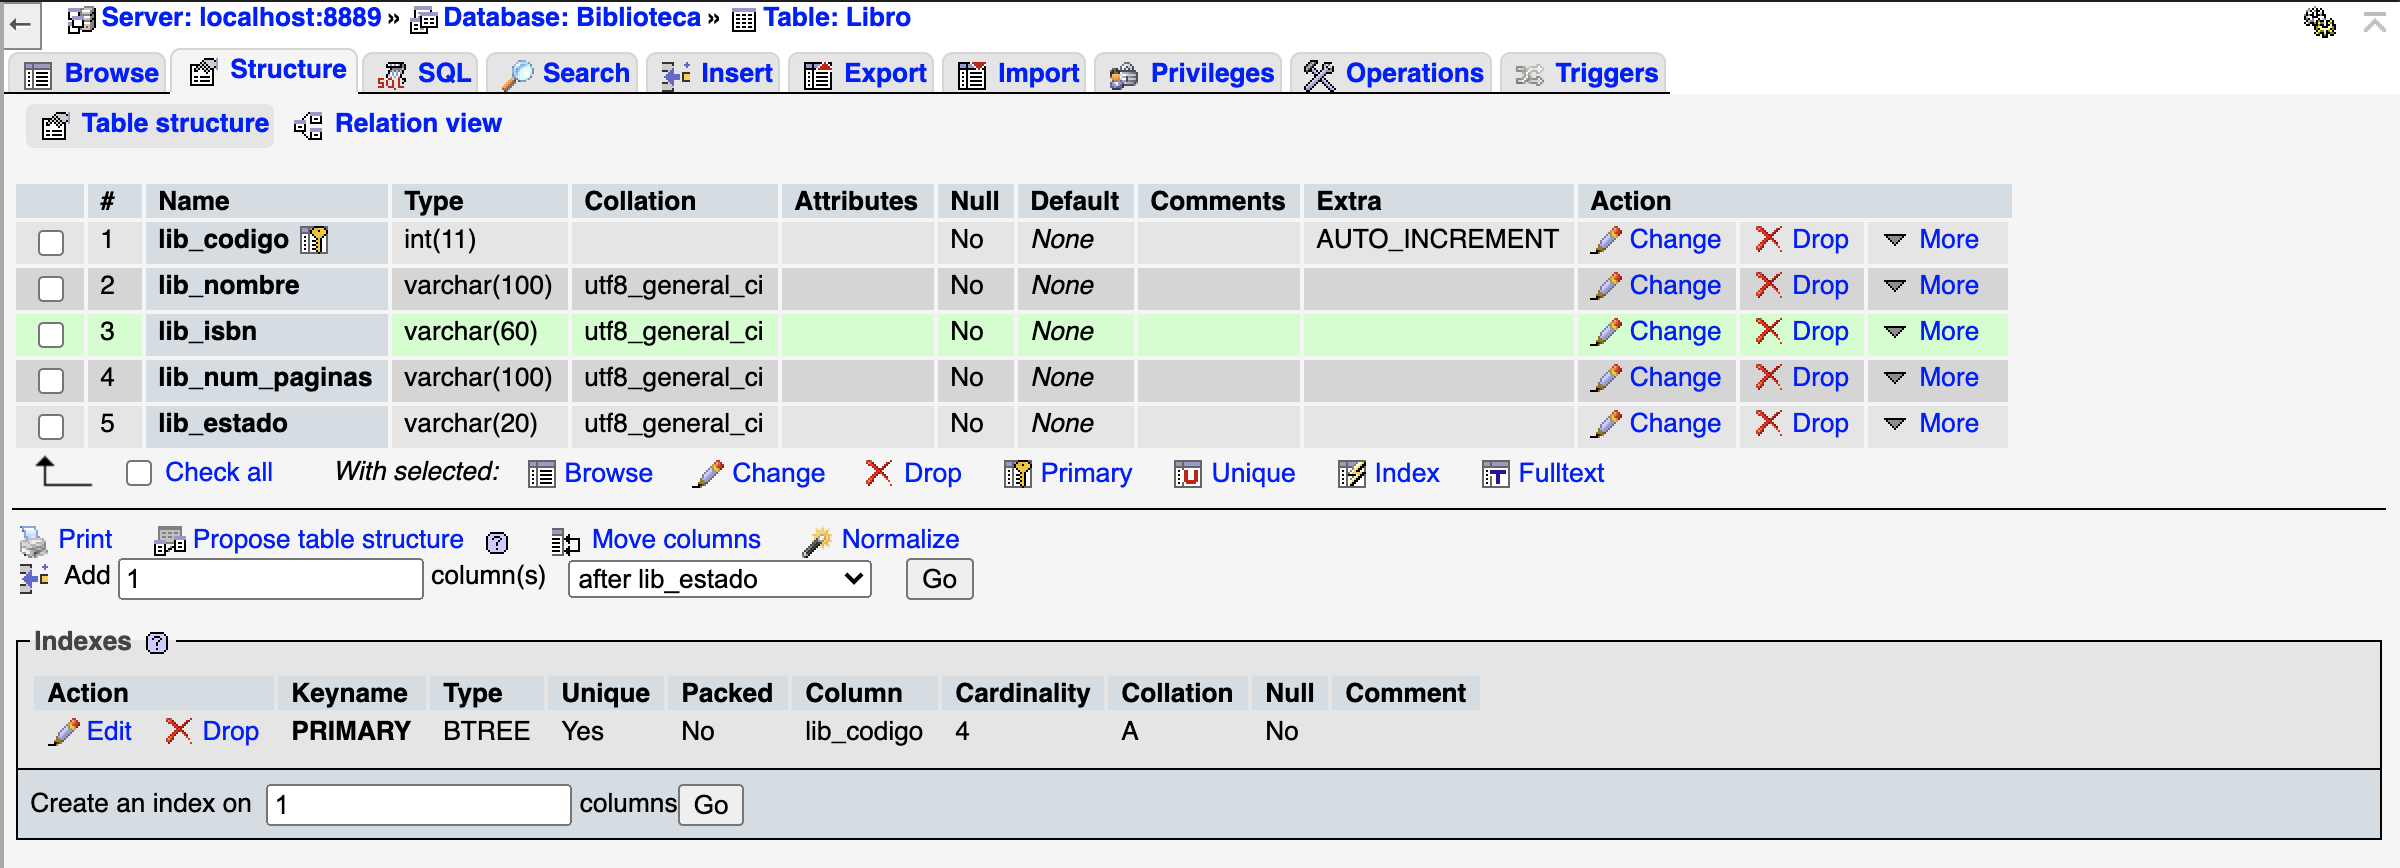 Server: localhost:8889 » Database: Biblioteca » Table: Libro
Browse Structure SQL Search Insert Export Import Privileges Operations Triggers
Table structure Relation view
# Name Type Collation Attributes Null Default Comments Extra Action
1 lib_codigo int(11) No None AUTO_INCREMENT Change Drop More
2 lib_nombre varchar(100) utf8_general_ci No None Change Drop More
3 lib_isbn varchar(60) utf8_general_ci No None Change Drop More
4 lib_num_paginas varchar(100) utf8_general_ci No None Change Drop More
5 lib_estado varchar(20) utf8_general_ci No None Change Drop More
Check all With selected: Browse Change Drop Primary Unique Index Fulltext
Print Propose table structure Move columns Normalize
Add 1 column(s) after lib_estado Go
Indexes
Action Keyname Type Unique Packed Column Cardinality Collation Null Comment
Edit Drop PRIMARY BTREE Yes No lib_codigo 4 A No
Create an index on 1 columns Go